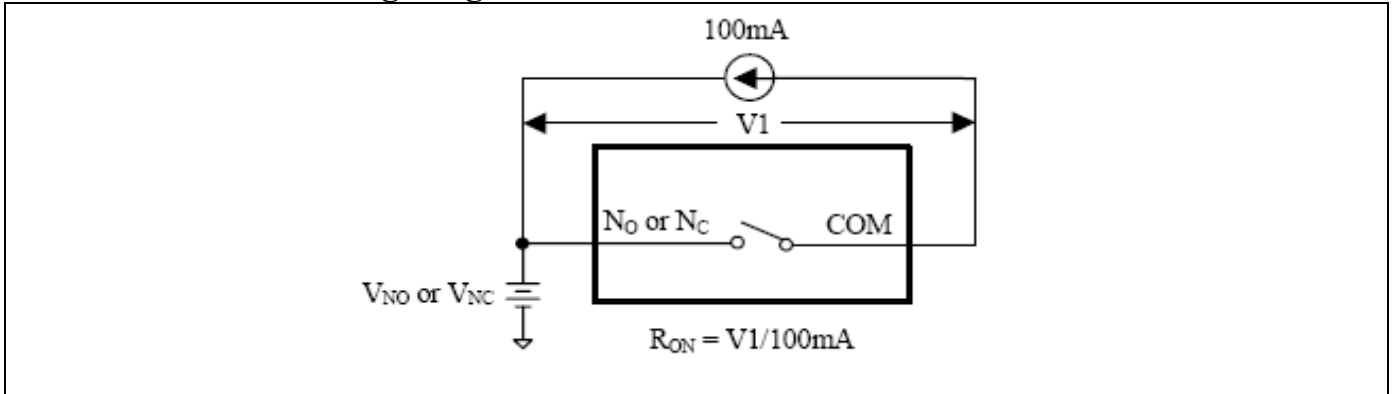 100mA
V1
NO or NC
COM
VNO or VNC
RON = V1/100mA